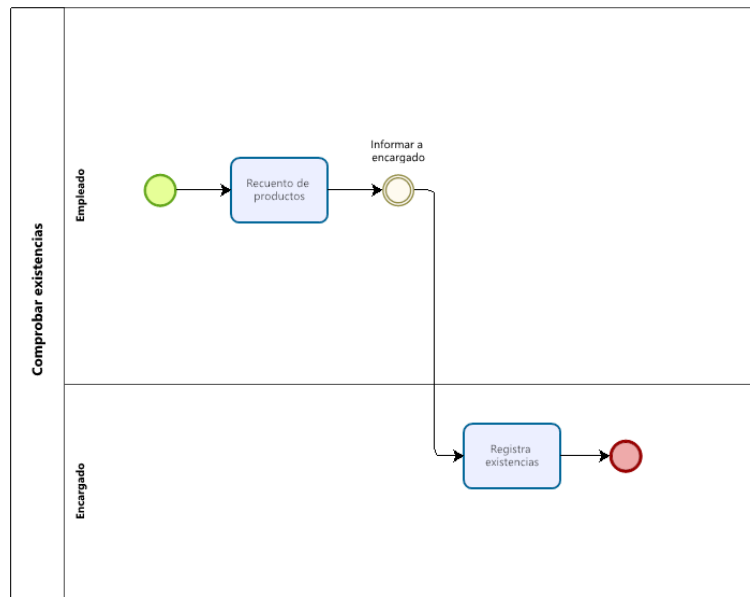 Comprobar existencias
Empleado
Recuento de
productos
Informar a
encargado
Encargado
Registra
existencias